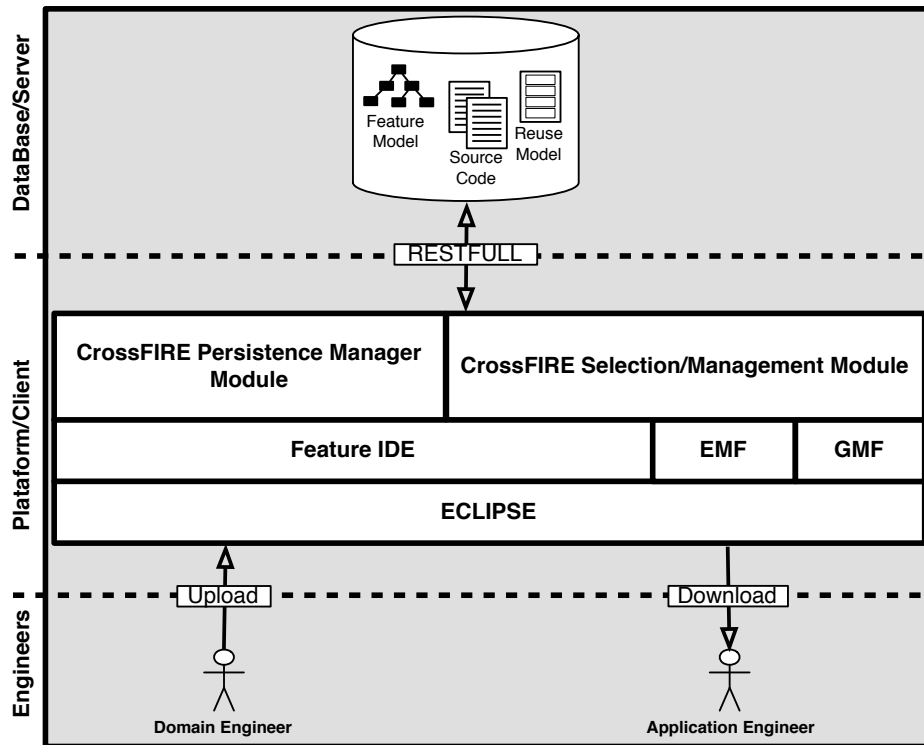 DataBase/Server
Feature
Model
Source
Code
Reuse
Model
RESTFULL
Plataform/Client
CrossFIRE Persistence Manager
Module
CrossFIRE Selection/Management Module
Feature IDE
EMF
GMF
ECLIPSE
Upload
Download
Engineers
Domain Engineer
Application Engineer